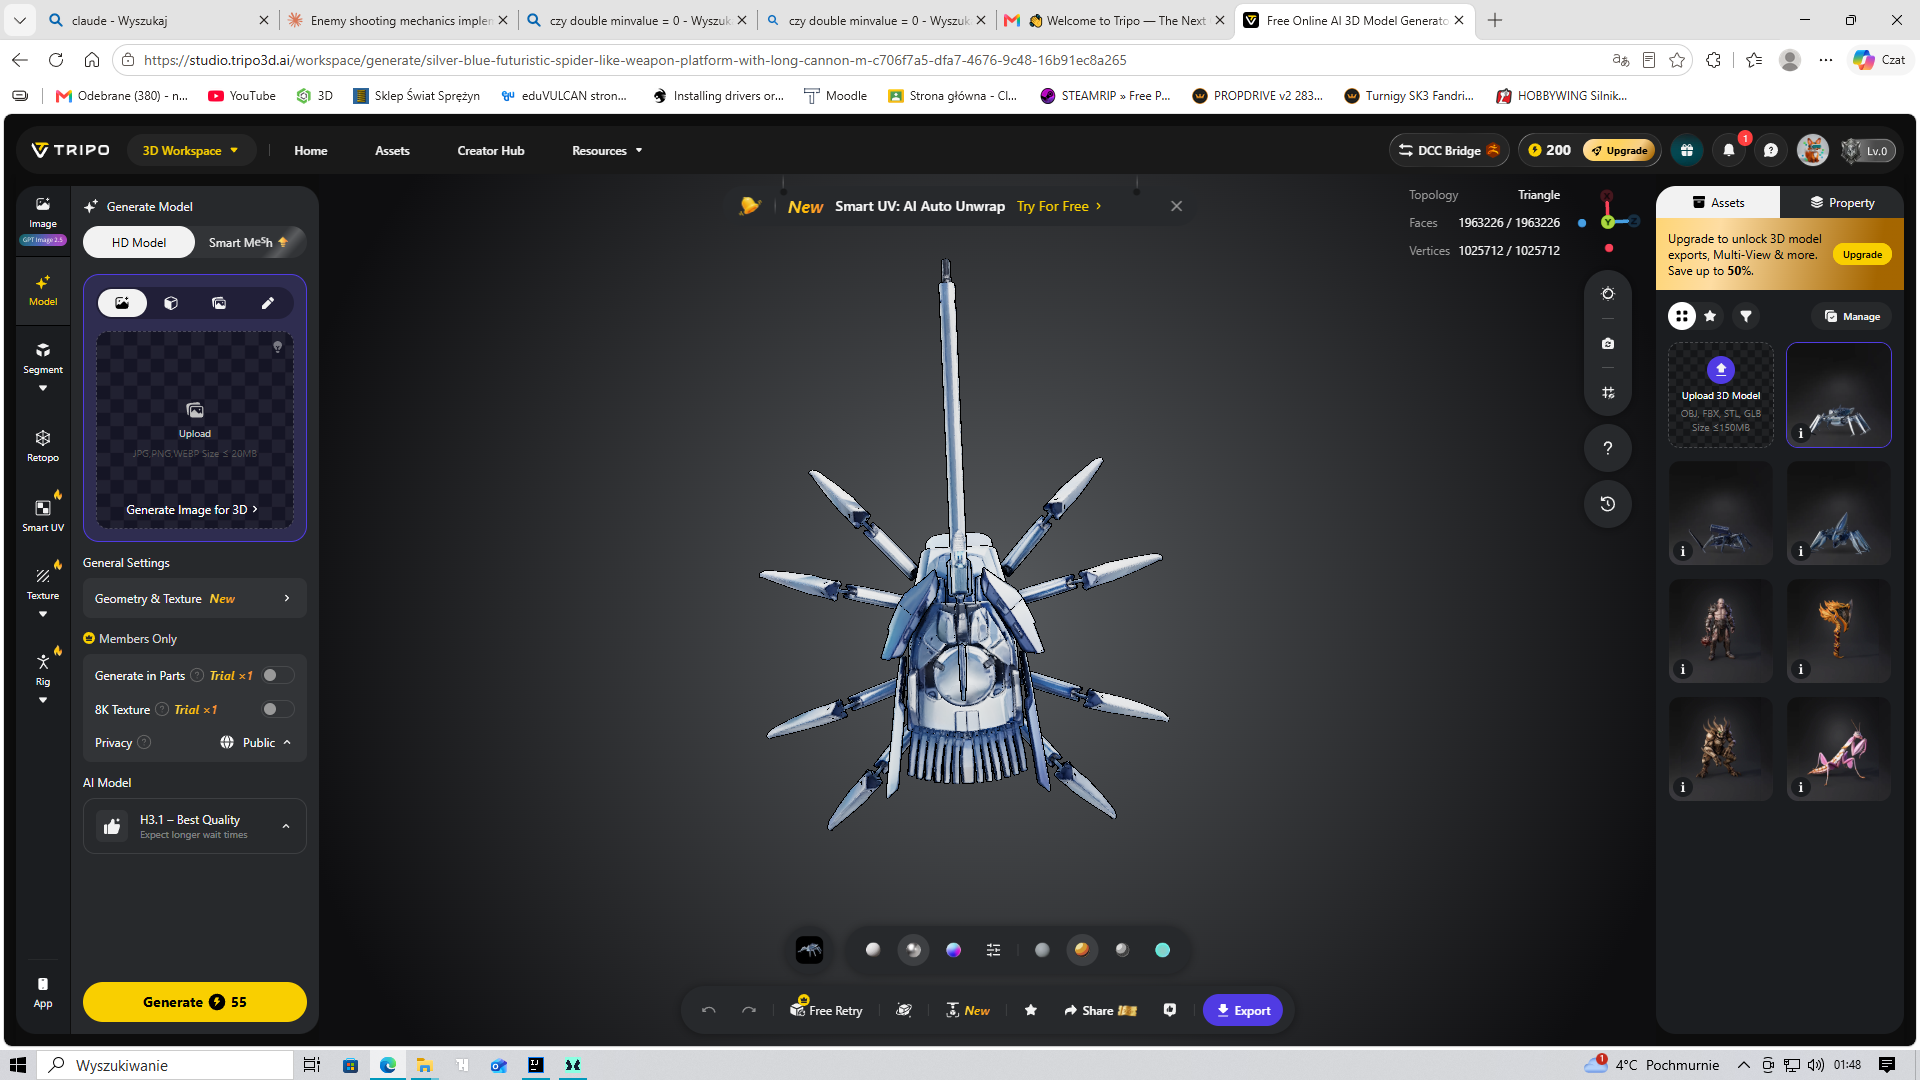 claude - Wyszukaj
Enemy shooting mechanics implen
czy double minvalue = 0 - Wyszuk
czy double minvalue = 0 - Wyszuk
Welcome to Tripo — The Next
Free Online AI 3D Model Generato
https://studio.tripo3d.ai/workspace/generate/silver-blue-futuristic-spider-like-weapon-platform-with-long-cannon-m-c706f7a5-dfa7-4676-9c48-16b91ec8a265
Czat
Odebrane (380) - n...
YouTube
3D
Sklep Świat Sprężyn
eduVULCAN stron...
Installing drivers or...
Moodle
Strona główna - Cl...
STEAMRIP » Free P...
PROPDRIVE v2 283...
Turnigy SK3 Fandri...
HOBBYWING Silnik...
TRIPO
3D Workspace
Home
Assets
Creator Hub
Resources
DCC Bridge
200
Upgrade
1
Lv.0
Image
GPT Image 2.5
Model
Segment
Retopo
Smart UV
Texture
Rig
App
Generate Model
HD Model
Smart Mesh
Upload
JPG,PNG,WEBP Size ≤ 20MB
Generate Image for 3D
General Settings
Geometry & Texture New
Members Only
Generate in Parts ? Trial ×1
8K Texture ? Trial ×1
Privacy ? Public
AI Model
H3.1 – Best Quality
Expect longer wait times
Generate 55
New Smart UV: AI Auto Unwrap Try For Free
Topology Triangle
Faces 1963226 / 1963226
Vertices 1025712 / 1025712
Y
?
Free Retry
New
Share
Export
Assets
Property
Upgrade to unlock 3D model
exports, Multi-View & more.
Save up to 50%.
Upgrade
Manage
Upload 3D Model
OBJ, FBX, STL, GLB
Size ≤150MB
Wyszukiwanie
1
4°C Pochmurnie
01:48